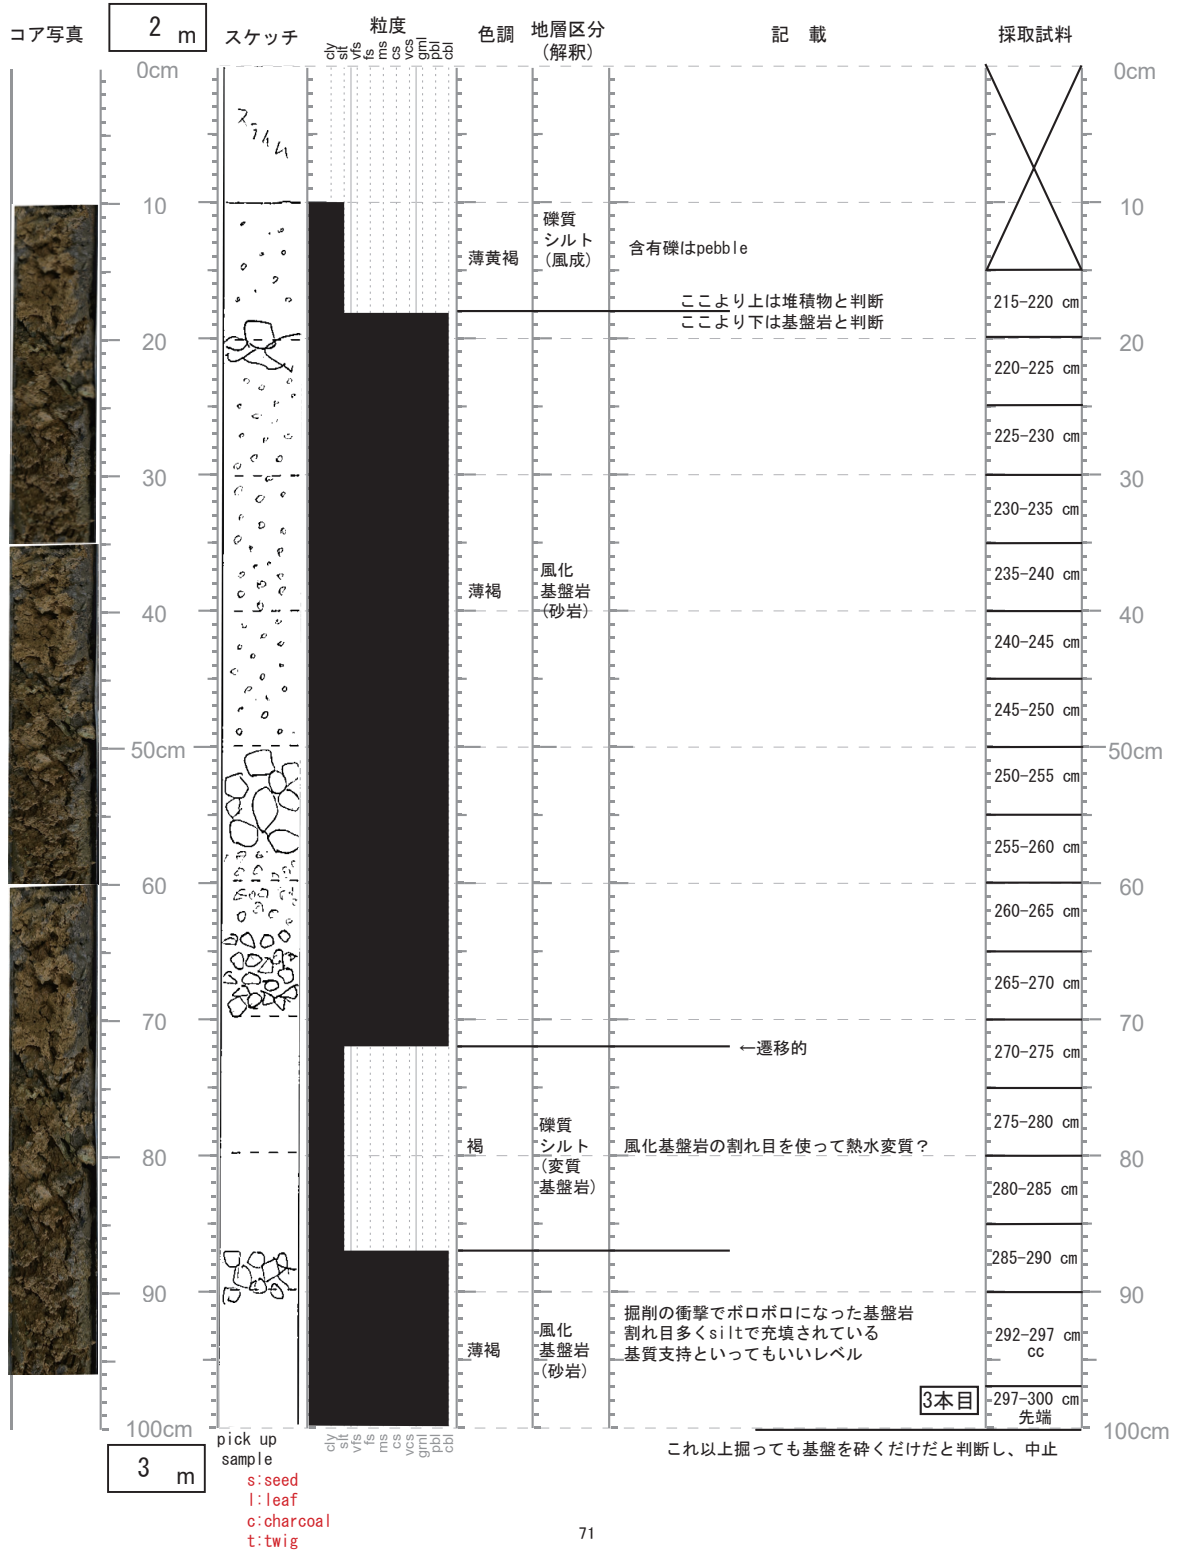 コア写真
2 m
スケッチ
粒度
cly
slt
vfs
fs
ms
cs
vcs
grnl
pbl
cbl
色調
地層区分
(解釈)
記 載
採取試料
0cm
0cm
10
礫質
シルト
(風成)
薄黄褐
含有礫はpebble
10
ここより上は堆積物と判断
ここより下は基盤岩と判断
215-220 cm
20
20
220-225 cm
225-230 cm
30
30
230-235 cm
薄褐
風化
基盤岩
(砂岩)
235-240 cm
40
40
240-245 cm
245-250 cm
50cm
50cm
250-255 cm
255-260 cm
60
60
260-265 cm
265-270 cm
70
70
←遷移的
270-275 cm
275-280 cm
褐
礫質
シルト
(変質
基盤岩)
風化基盤岩の割れ目を使って熱水変質？
80
80
280-285 cm
285-290 cm
90
90
薄褐
風化
基盤岩
(砂岩)
掘削の衝撃でボロボロになった基盤岩
割れ目多くsiltで充填されている
基質支持といってもいいレベル
292-297 cm
cc
3本目
297-300 cm
先端
100cm
100cm
cly
slt
vfs
fs
ms
cs
vcs
grnl
pbl
cbl
これ以上掘っても基盤を砕くだけだと判断し、中止
3 m
pick up
sample
s:seed
l:leaf
c:charcoal
t:twig
71